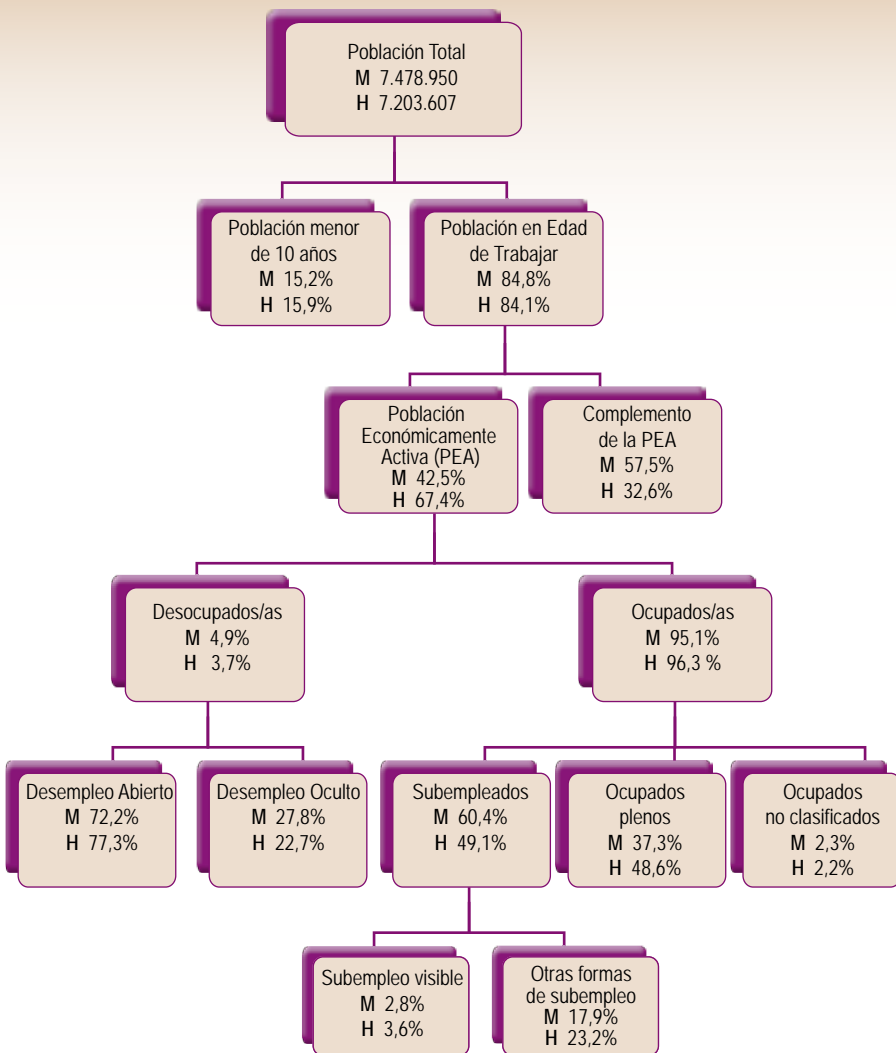 Población Total
M 7.478.950
H 7.203.607
Población menor
de 10 años
M 15,2%
H 15,9%
Población en Edad
de Trabajar
M 84,8%
H 84,1%
Población
Económicamente
Activa (PEA)
M 42,5%
H 67,4%
Complemento
de la PEA
M 57,5%
H 32,6%
Desocupados/as
M 4,9%
H 3,7%
Ocupados/as
M 95,1%
H 96,3 %
Desempleo Abierto
M 72,2%
H 77,3%
Desempleo Oculto
M 27,8%
H 22,7%
Subempleados
M 60,4%
H 49,1%
Ocupados
plenos
M 37,3%
H 48,6%
Ocupados
no clasificados
M 2,3%
H 2,2%
Subempleo visible
M 2,8%
H 3,6%
Otras formas
de subempleo
M 17,9%
H 23,2%